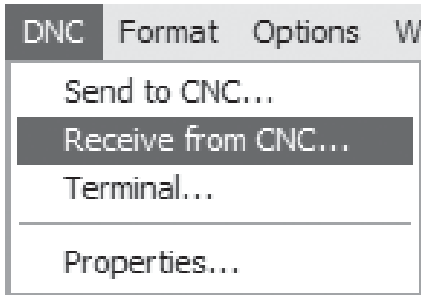 DNC Format Options W
Send to CNC...
Receive from CNC...
Terminal...
Properties...